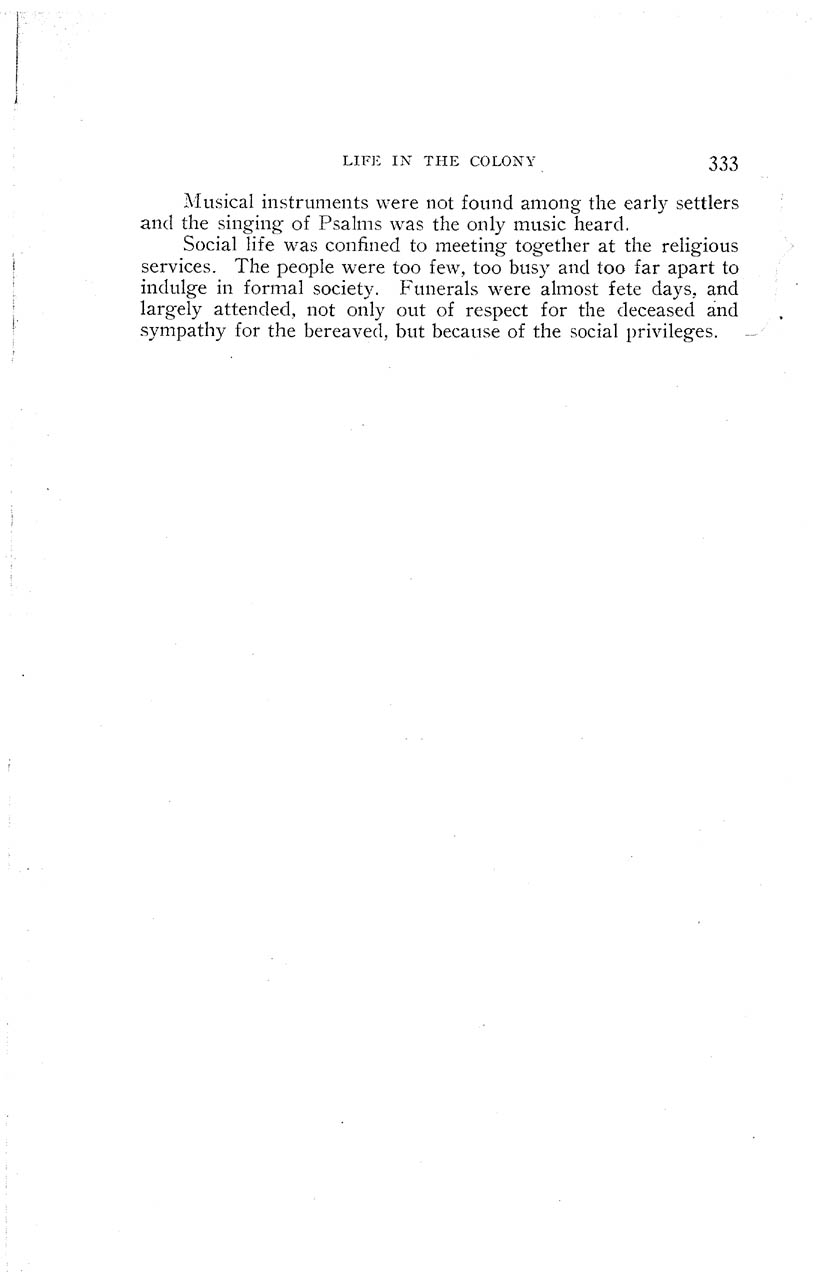 LIFE IN THE COLONY 333
Musical instruments were not found among the early settlers
and the singing of Psalms was the only music heard.
Social life was confined to meeting together at the religious
services. The people were too few, too busy and too far apart to
indulge in formal society. Funerals were almost fete days, and
largely attended, not only out of respect for the deceased and
sympathy for the bereaved, but because of the social privileges.